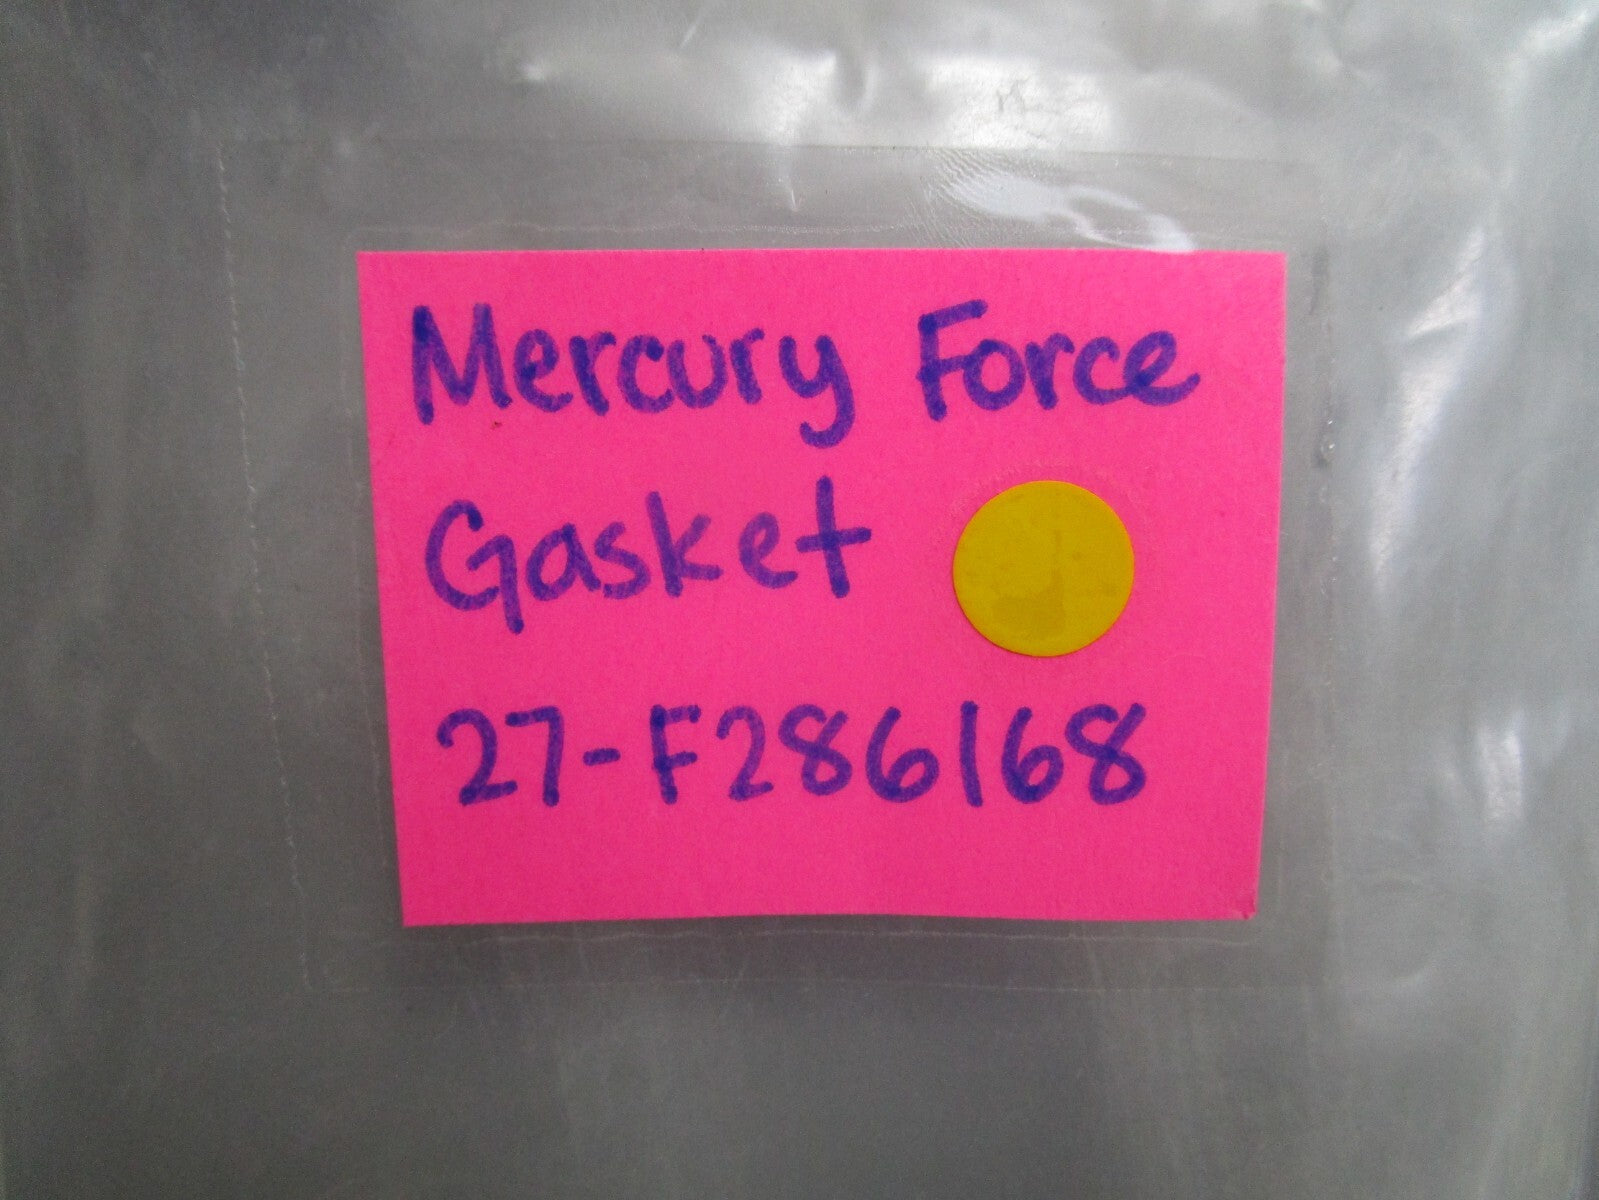 Mercury Force
Gasket
27-F286168